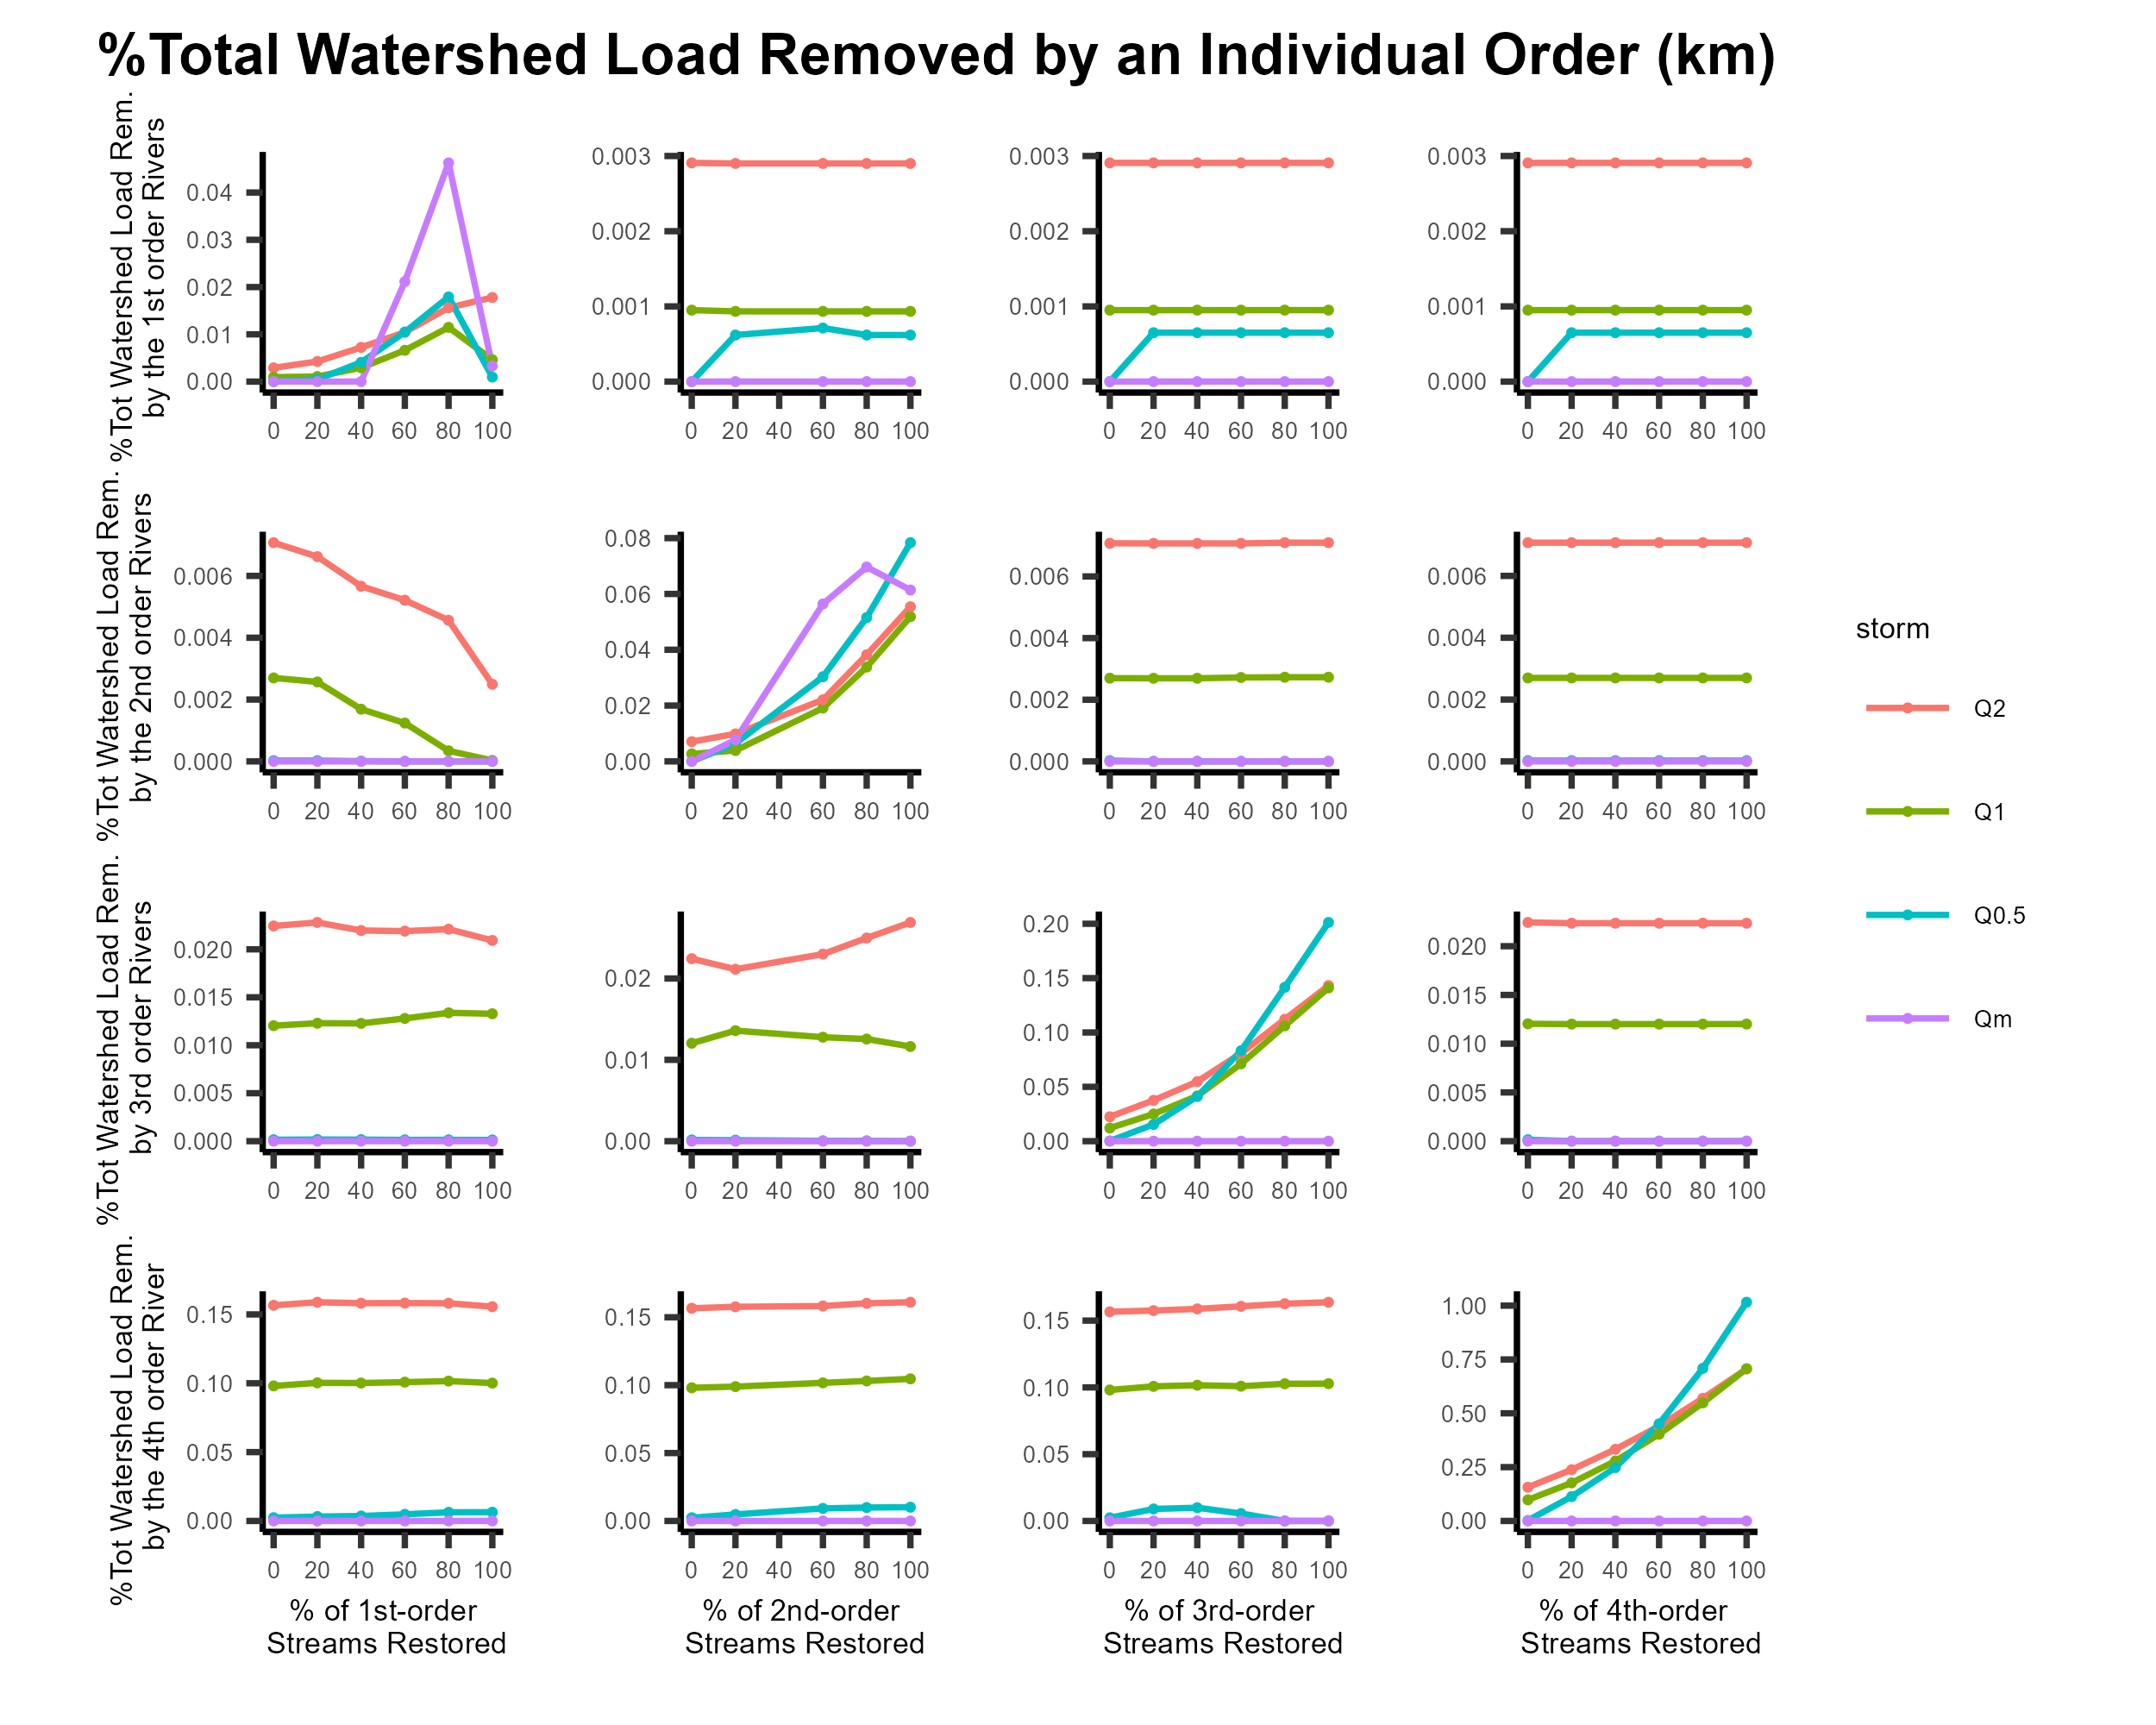 %Total Watershed Load Removed by an Individual Order (km)
%Tot Watershed Load Rem.
by the 1st order Rivers
0.04
0.03
0.02
0.01
0.00
0 20 40 60 80 100
0.003
0.002
0.001
0.000
0 20 40 60 80 100
0.003
0.002
0.001
0.000
0 20 40 60 80 100
0.003
0.002
0.001
0.000
0 20 40 60 80 100
%Tot Watershed Load Rem.
by the 2nd order Rivers
0.006
0.004
0.002
0.000
0 20 40 60 80 100
0.08
0.06
0.04
0.02
0.00
0 20 40 60 80 100
0.006
0.004
0.002
0.000
0 20 40 60 80 100
0.006
0.004
0.002
0.000
0 20 40 60 80 100
%Tot Watershed Load Rem.
by 3rd order Rivers
0.020
0.015
0.010
0.005
0.000
0 20 40 60 80 100
0.02
0.01
0.00
0 20 40 60 80 100
0.20
0.15
0.10
0.05
0.00
0 20 40 60 80 100
0.020
0.015
0.010
0.005
0.000
0 20 40 60 80 100
%Tot Watershed Load Rem.
by the 4th order River
0.15
0.10
0.05
0.00
0 20 40 60 80 100
% of 1st-order
Streams Restored
0.15
0.10
0.05
0.00
0 20 40 60 80 100
% of 2nd-order
Streams Restored
0.15
0.10
0.05
0.00
0 20 40 60 80 100
% of 3rd-order
Streams Restored
1.00
0.75
0.50
0.25
0.00
0 20 40 60 80 100
% of 4th-order
Streams Restored
storm
Q2
Q1
Q0.5
Qm